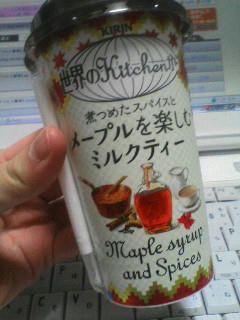 KIRIN
世界のKitchenから
煮つめたスパイスと
メープルを楽しむ
ミルクティー
Maple syrup
and Spices